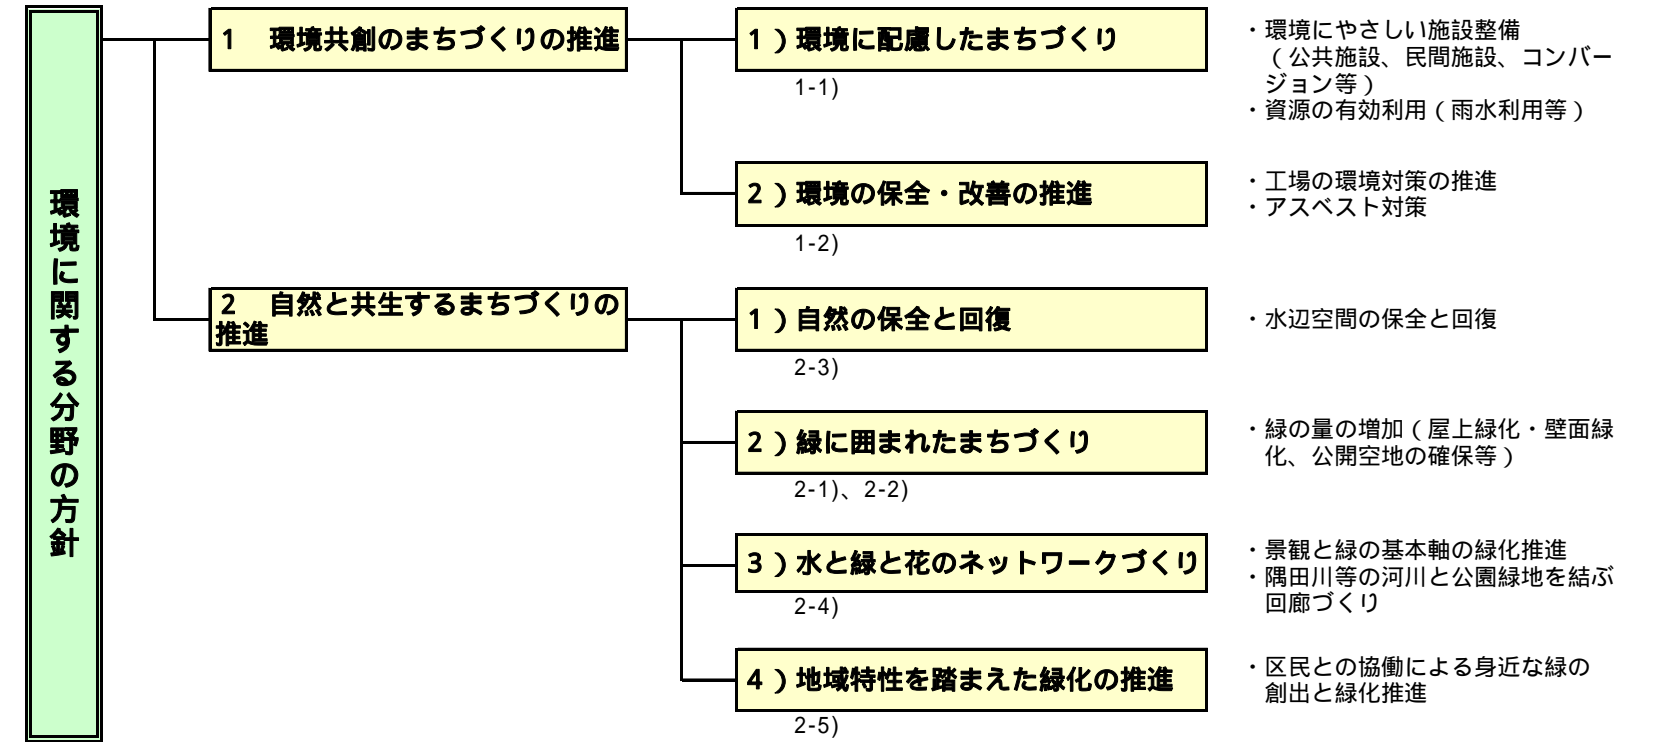 環境に関する分野の方針
1　環境共創のまちづくりの推進
1）環境に配慮したまちづくり
1-1)
・環境にやさしい施設整備
（公共施設、民間施設、コンバー
ジョン等）
・資源の有効利用（雨水利用等）
2）環境の保全・改善の推進
1-2)
・工場の環境対策の推進
・アスベスト対策
2　自然と共生するまちづくりの
推進
1）自然の保全と回復
2-3)
・水辺空間の保全と回復
2）緑に囲まれたまちづくり
2-1)、2-2)
・緑の量の増加（屋上緑化・壁面緑
化、公開空地の確保等）
3）水と緑と花のネットワークづくり
2-4)
・景観と緑の基本軸の緑化推進
・隅田川等の河川と公園緑地を結ぶ
回廊づくり
4）地域特性を踏まえた緑化の推進
2-5)
・区民との協働による身近な緑の
創出と緑化推進